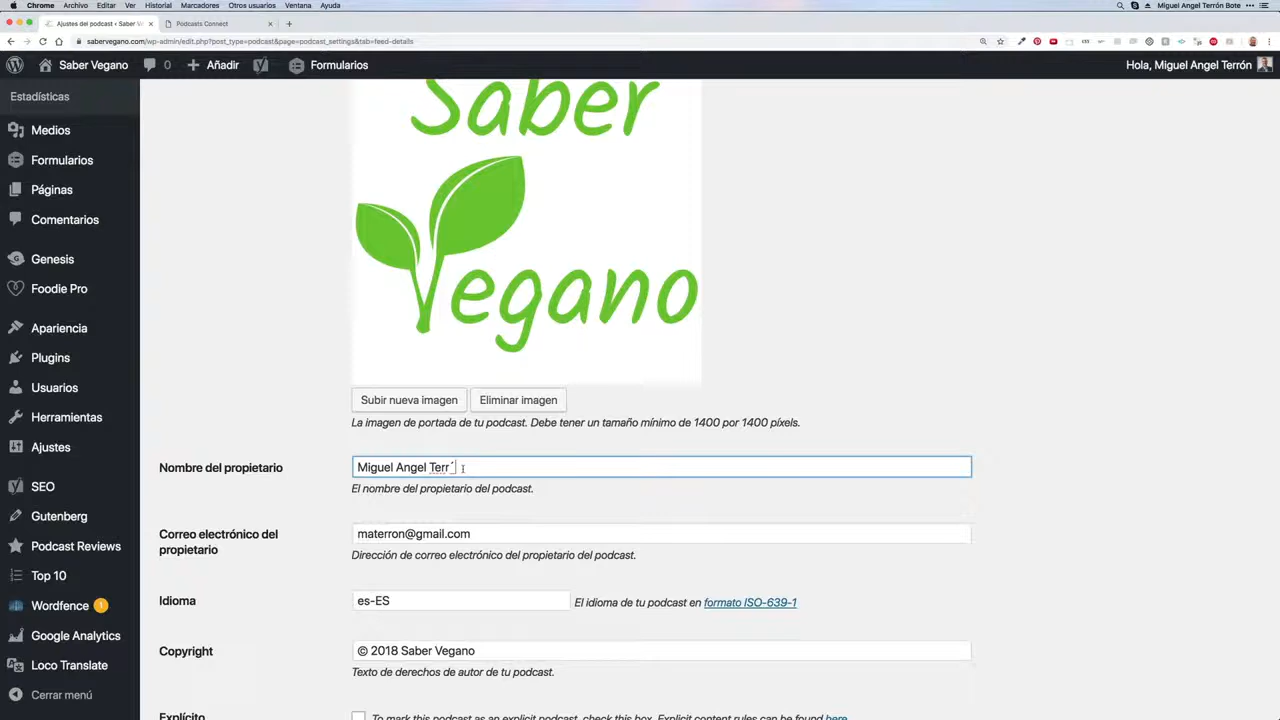 Chrome Archivo Editar Ver Historial Marcadores Otros usuarios Ventana Ayuda Miguel Angel Terrón Bote
Ajustes del podcast ‹ Saber Ve Podcasts Connect
sabervegano.com/wp-admin/edit.php?post_type=podcast&page=podcast_settings&tab=feed-details
Saber Vegano 0 Añadir Formularios Hola, Miguel Angel Terrón
Estadísticas
Medios
Formularios
Páginas
Comentarios
Genesis
Foodie Pro
Apariencia
Plugins
Usuarios
Herramientas
Ajustes
SEO
Gutenberg
Podcast Reviews
Top 10
Wordfence 1
Google Analytics
Loco Translate
Cerrar menú
Saber
Vegano
Subir nueva imagen Eliminar imagen
La imagen de portada de tu podcast. Debe tener un tamaño mínimo de 1400 por 1400 píxels.
Nombre del propietario Miguel Angel Terr´
El nombre del propietario del podcast.
Correo electrónico del
propietario
materron@gmail.com
Dirección de correo electrónico del propietario del podcast.
Idioma es-ES El idioma de tu podcast en formato ISO-639-1
Copyright © 2018 Saber Vegano
Texto de derechos de autor de tu podcast.
Explícito To mark this podcast as an explicit podcast, check this box. Explicit content rules can be found here.